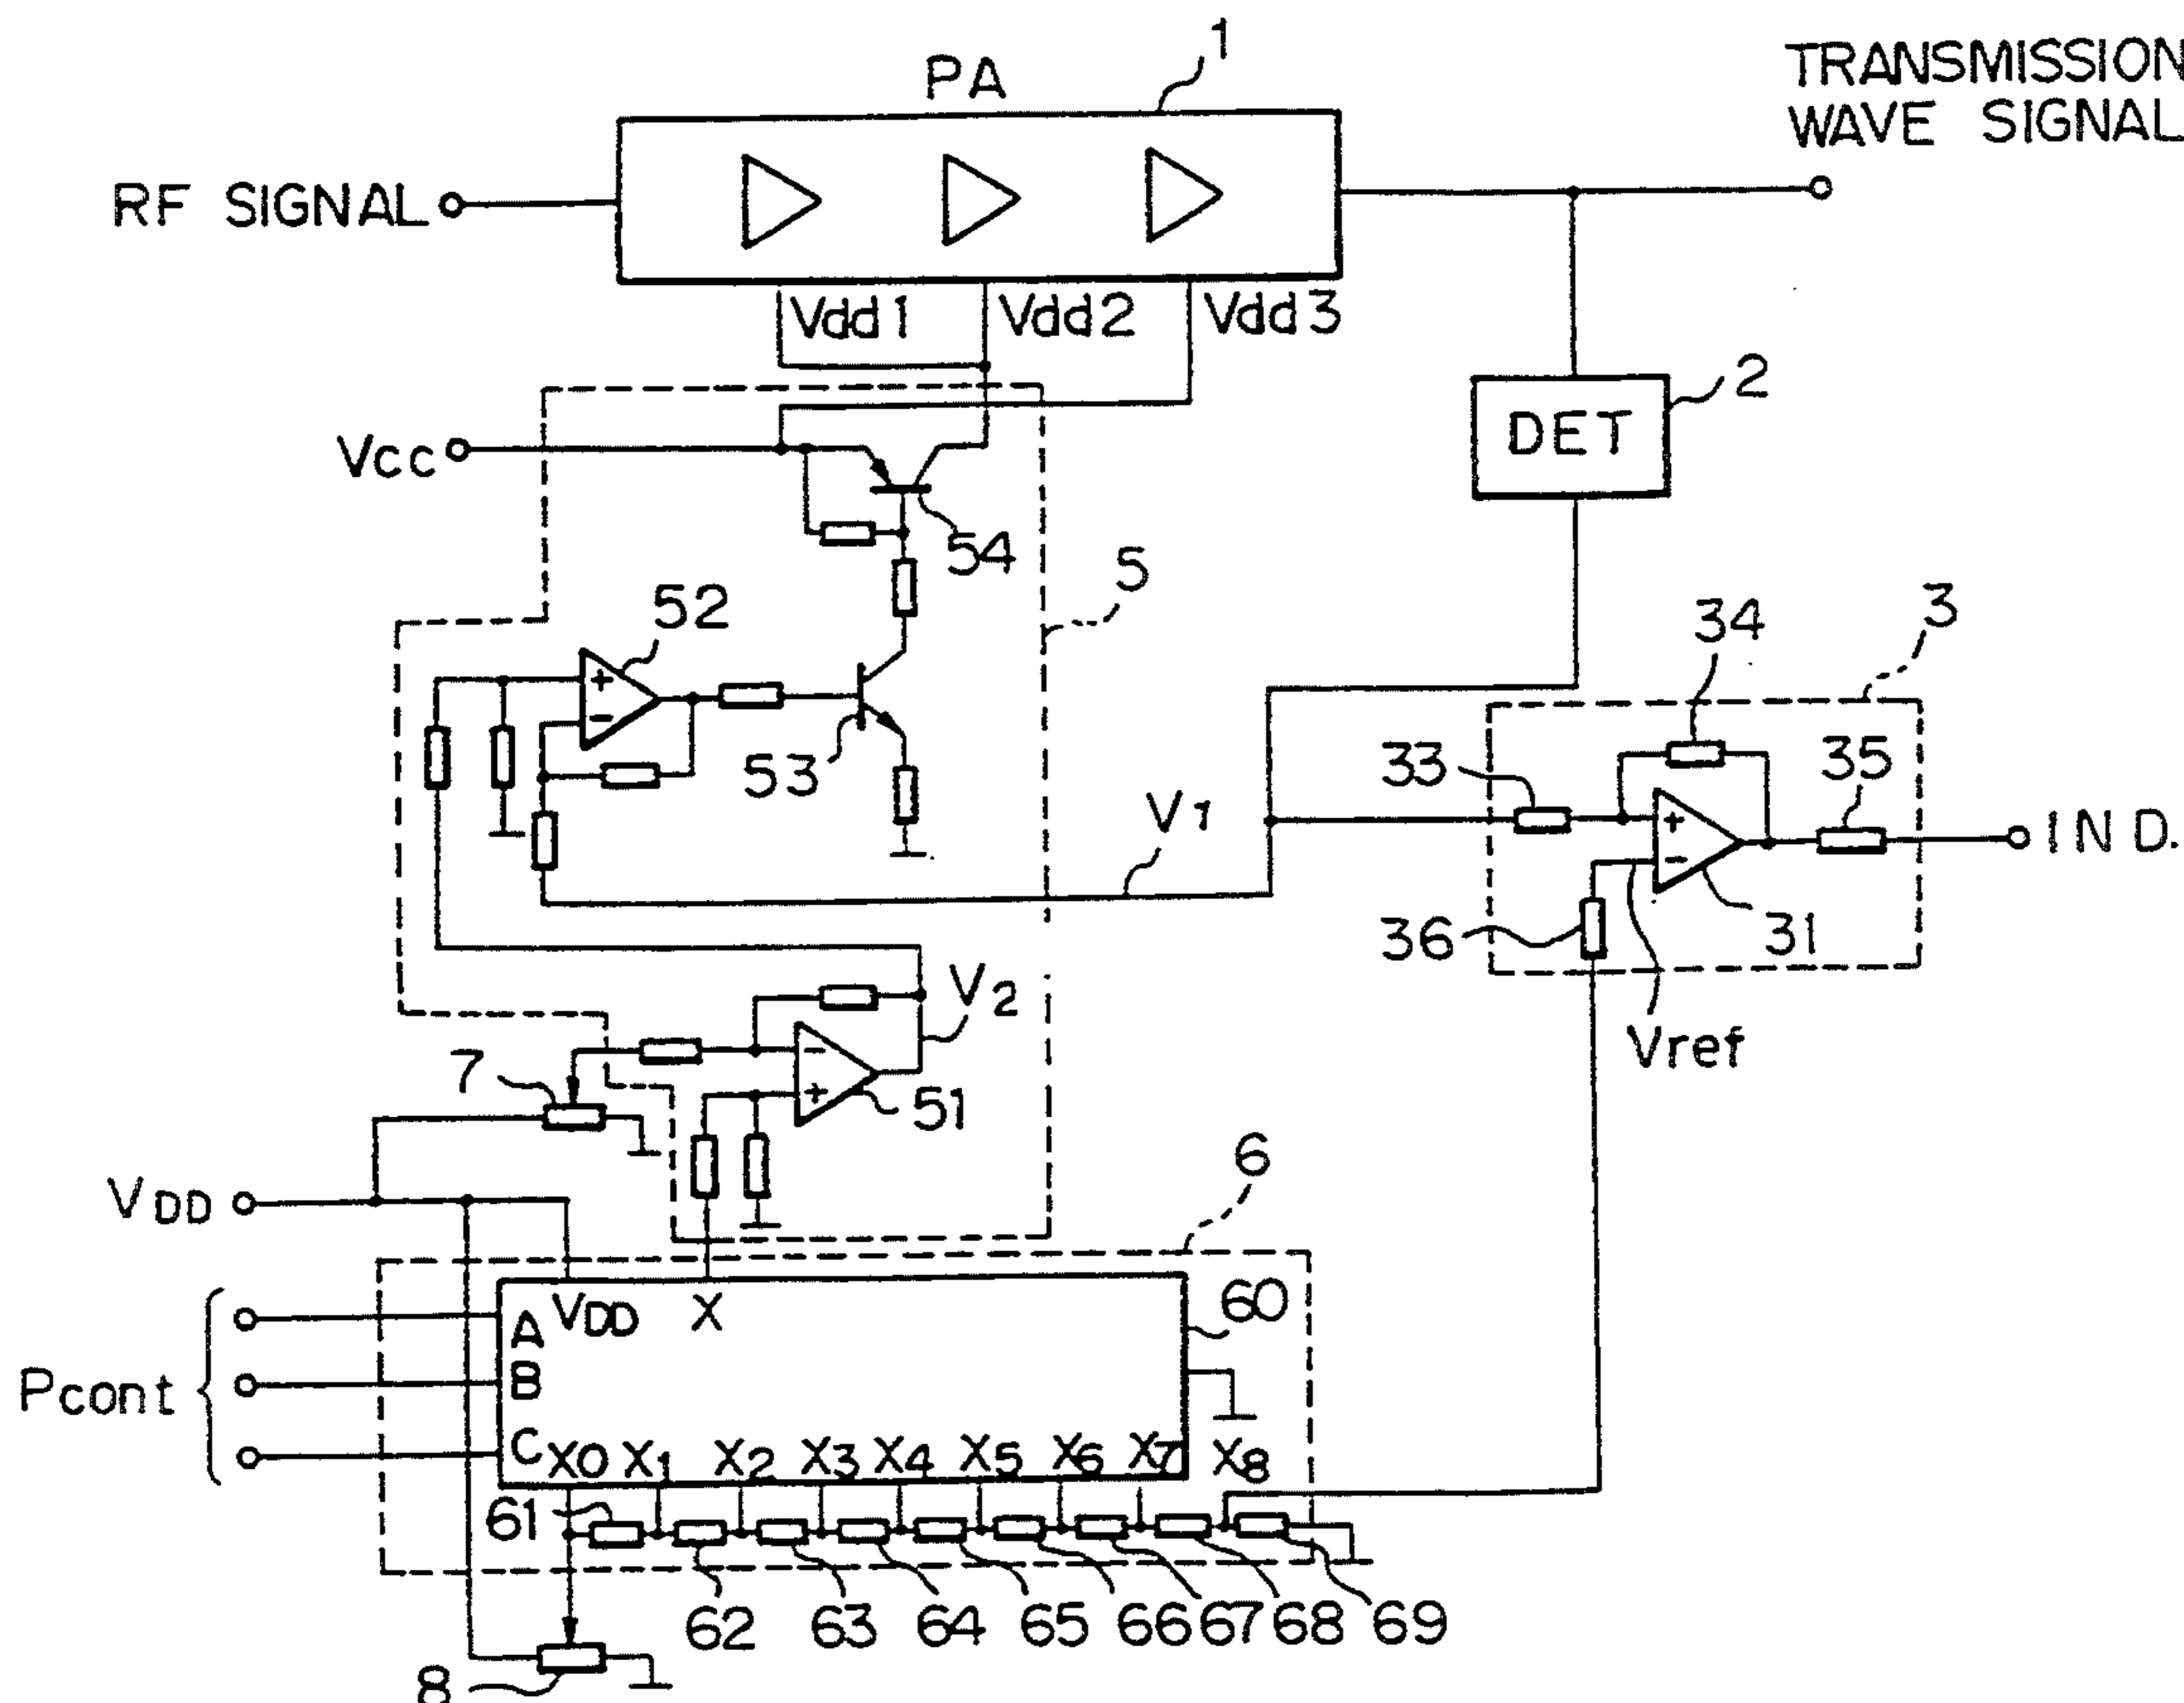 1
PA
TRANSMISSION
WAVE SIGNAL
RF SIGNAL
Vdd1 Vdd2 Vdd3
2
DET
Vcc
54
5
52
3
34
53
33
35
V1
+
−
+
−
IND.
36
31
V2
Vref
7
−
+
51
6
VDD
60
VDD X
A
Pcont { B
C X0 X1 X2 X3 X4 X5 X6 X7 X8
61
62 63 64 65 66 67 68 69
8